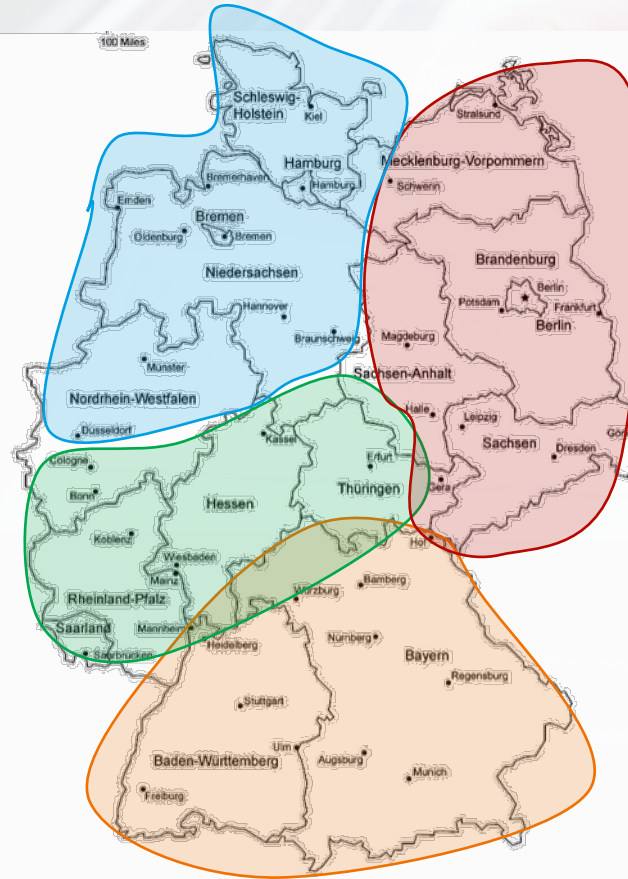 100 Miles
Schleswig-
Holstein
Kiel
Stralsund
Hamburg
Mecklenburg-Vorpommern
Bremerhaven
Hamburg
Schwerin
Emden
Bremen
Oldenburg
Bremen
Niedersachsen
Brandenburg
Berlin
Hannover
Potsdam
Frankfurt
Berlin
Braunschweig
Magdeburg
Münster
Sachsen-Anhalt
Nordrhein-Westfalen
Halle
Leipzig
Düsseldorf
Kassel
Sachsen
Gör
Cologne
Erfurt
Dresden
Bonn
Thüringen
Gera
Hessen
Koblenz
Hof
Wiesbaden
Mainz
Bamberg
Würzburg
Rheinland-Pfalz
Saarland
Mannheim
Nürnberg
Heidelberg
Bayern
Saarbrücken
Regensburg
Stuttgart
Ulm
Augsburg
Baden-Württemberg
Munich
Freiburg